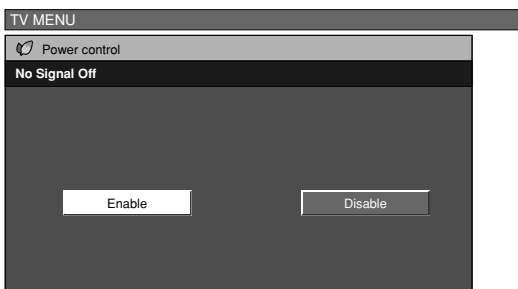 TV MENU
Power control
No Signal Off
Enable Disable